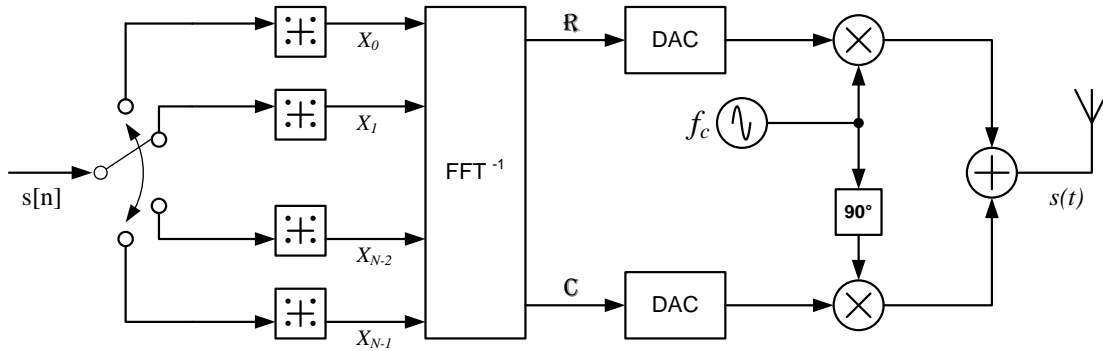 X0
X1
XN-2
XN-1
s[n]
FFT -1
R
C
DAC
DAC
fc
90°
s(t)